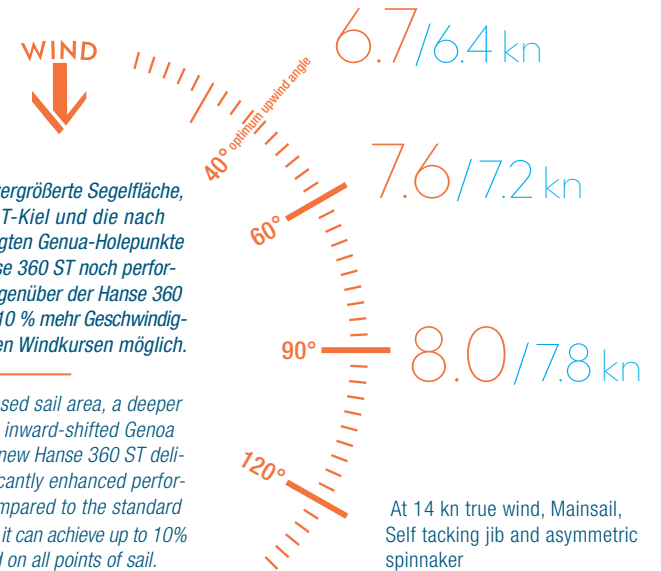 WIND
6.7/6.4 kn
40° optimum upwind angle
7.6/7.2 kn
60°
ergrößerte Segelfläche,
T-Kiel und die nach
gten Genua-Holepunkte
se 360 ST noch perfor-
genüber der Hanse 360
10 % mehr Geschwindig-
en Windkursen möglich.
90°
8.0/7.8 kn
sed sail area, a deeper
inward-shifted Genoa
new Hanse 360 ST deli-
cantly enhanced perfor-
mpared to the standard
it can achieve up to 10%
d on all points of sail.
120°
At 14 kn true wind, Mainsail,
Self tacking jib and asymmetric
spinnaker